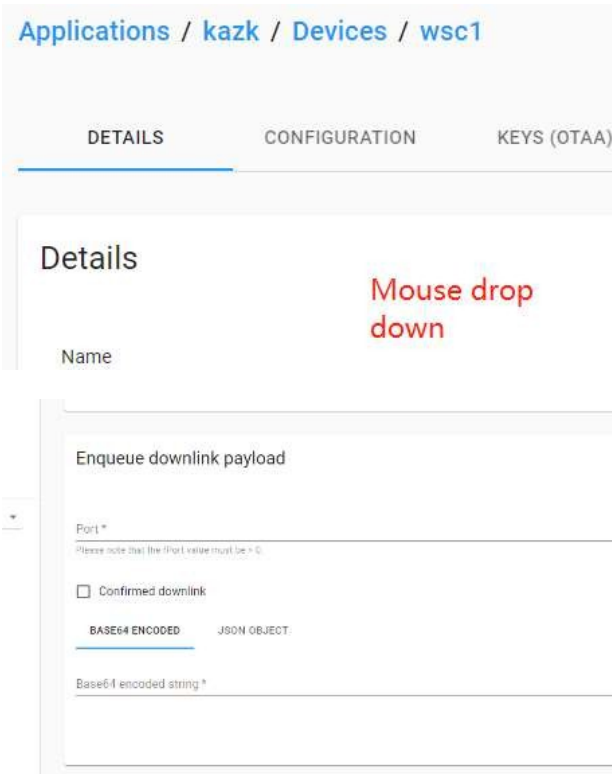 Applications / kazk / Devices / wsc1
DETAILS CONFIGURATION KEYS (OTAA)
Details
Mouse drop
down
Name
Enqueue downlink payload
Port *
Please note that the fPort value must be > 0.
Confirmed downlink
BASE64 ENCODED JSON OBJECT
Base64 encoded string *